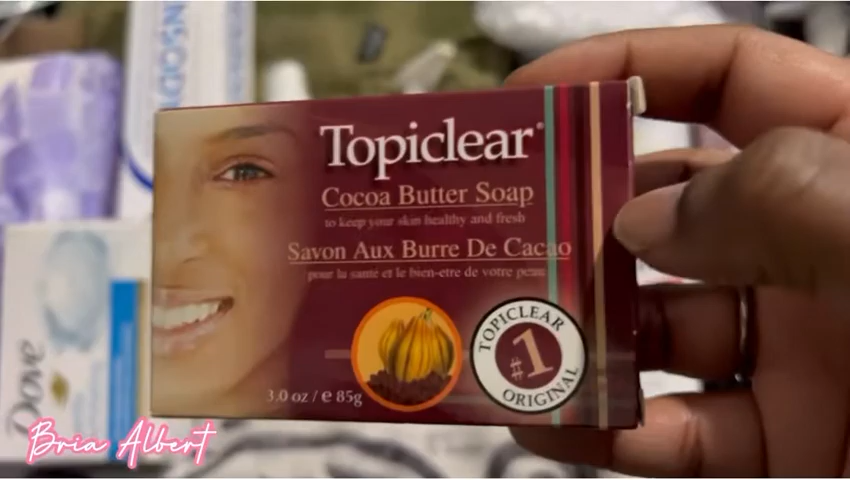 Topiclear®
Cocoa Butter Soap
to keep your skin healthy and fresh
Savon Aux Burre De Cacao
pour la santé et le bien-etre de votre peau
TOPICLEAR
#1
ORIGINAL
3.0 oz / e 85g
Dove
Bria Albert